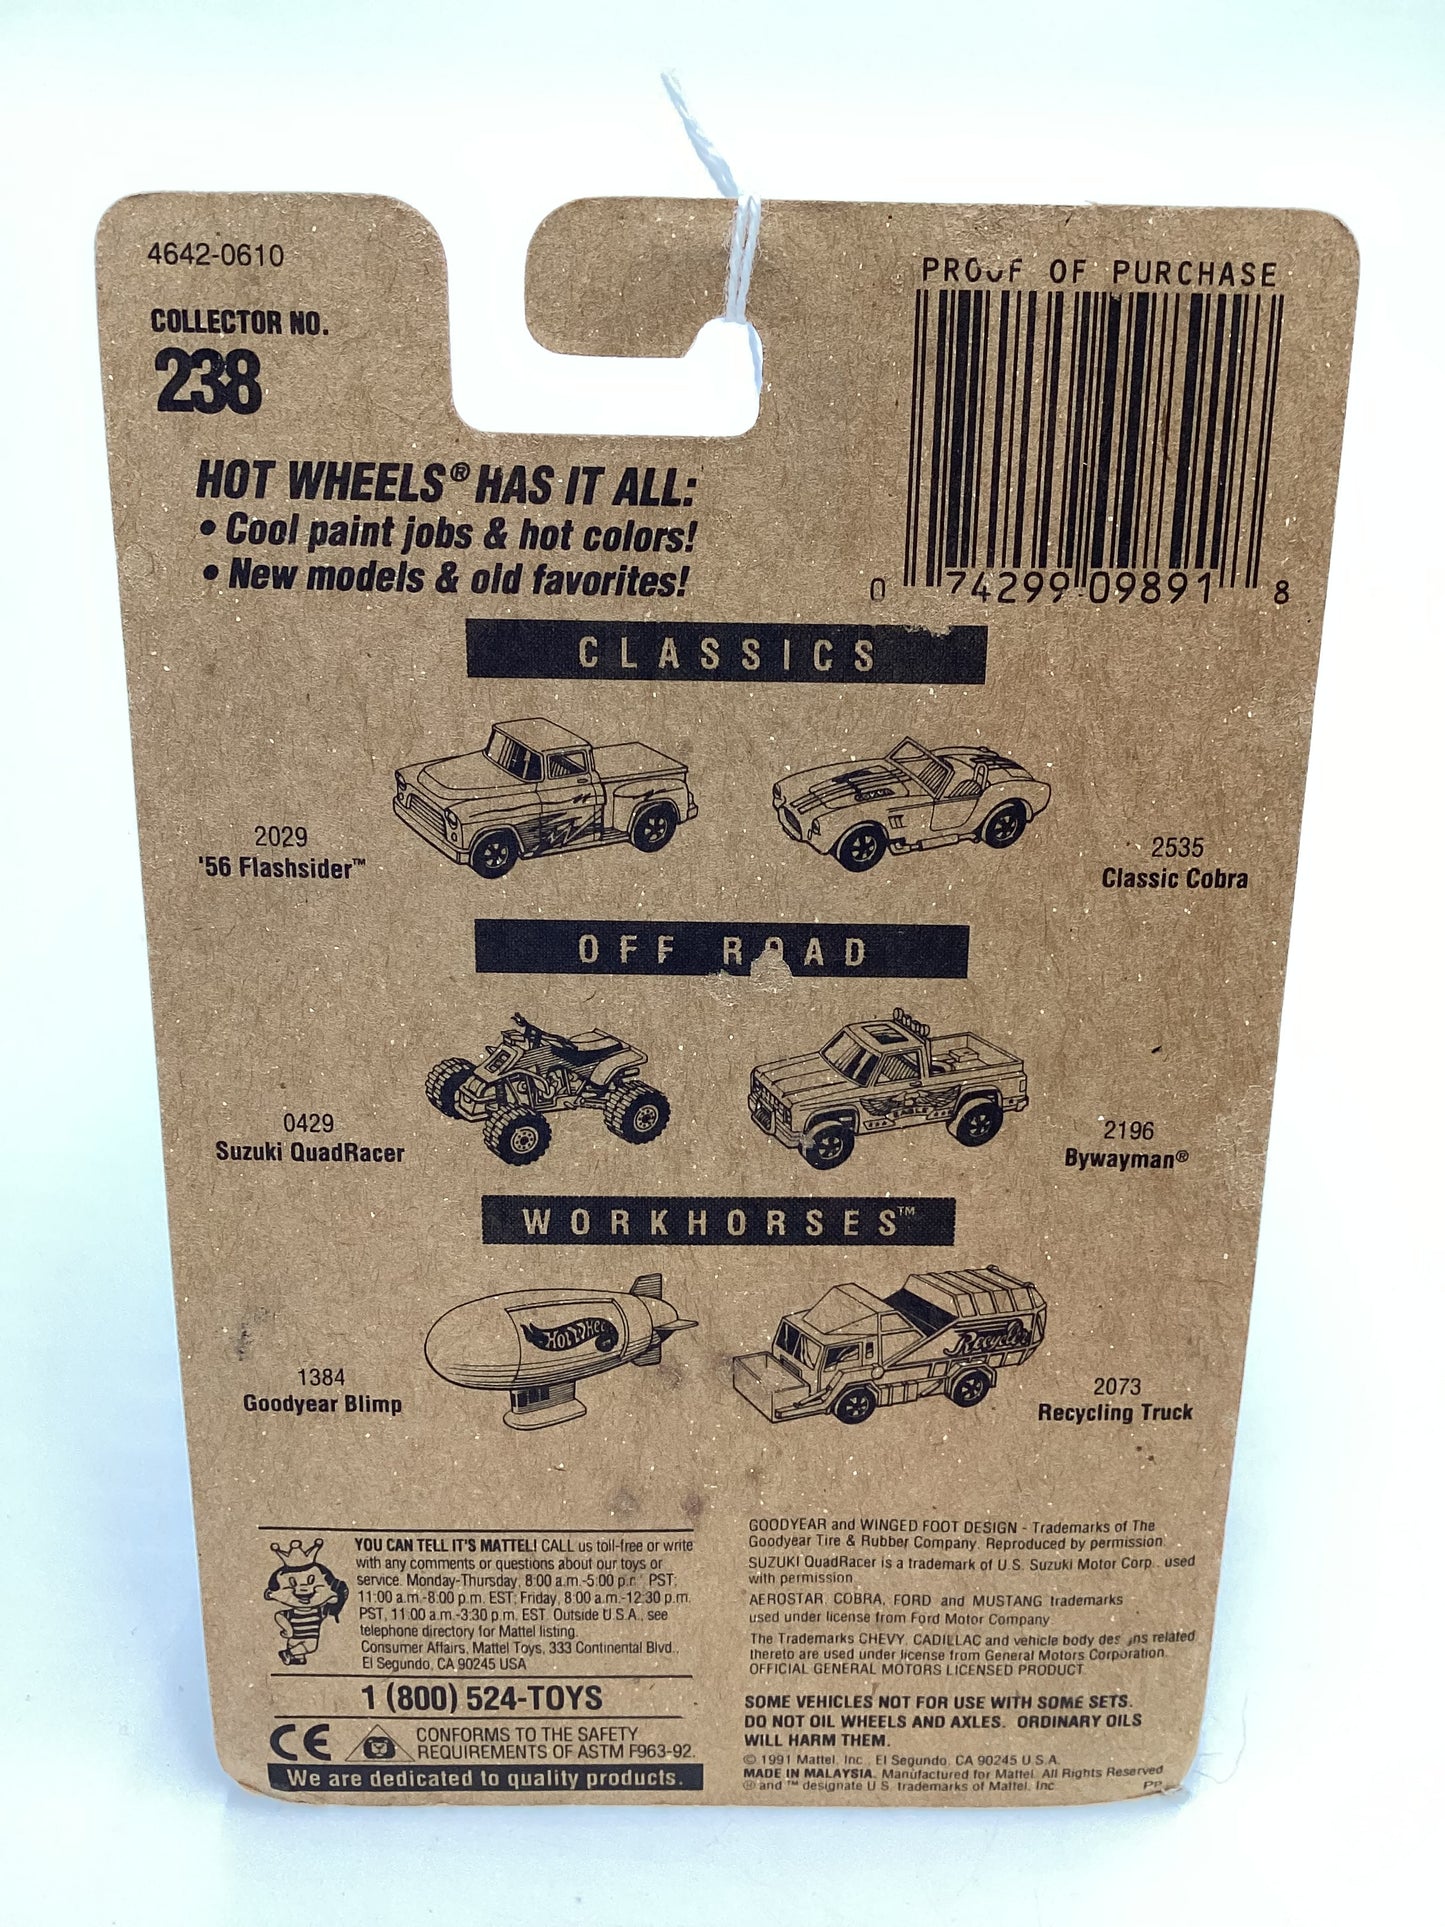 4642-0610
COLLECTOR NO.
238
PROOF OF PURCHASE
0 74299 09891 8
HOT WHEELS® HAS IT ALL:
• Cool paint jobs & hot colors!
• New models & old favorites!
CLASSICS
2029
'56 Flashsider™
2535
Classic Cobra
OFF ROAD
0429
Suzuki QuadRacer
EAGLE
2196
Bywayman®
WORKHORSES™
Hot Wheels
1384
Goodyear Blimp
Recycler
2073
Recycling Truck
YOU CAN TELL IT'S MATTEL! CALL us toll-free or write
with any comments or questions about our toys or
service. Monday-Thursday, 8:00 a.m.-5:00 p.m. PST;
11:00 a.m.-8:00 p.m. EST; Friday, 8:00 a.m.-12:30 p.m.
PST, 11:00 a.m.-3:30 p.m. EST. Outside U.S.A., see
telephone directory for Mattel listing.
Consumer Affairs, Mattel Toys, 333 Continental Blvd.,
El Segundo, CA 90245 USA
1 (800) 524-TOYS
CE CONFORMS TO THE SAFETY
REQUIREMENTS OF ASTM F963-92.
We are dedicated to quality products.
GOODYEAR and WINGED FOOT DESIGN - Trademarks of The
Goodyear Tire & Rubber Company. Reproduced by permission.
SUZUKI QuadRacer is a trademark of U.S. Suzuki Motor Corp., used
with permission.
AEROSTAR, COBRA, FORD and MUSTANG trademarks
used under license from Ford Motor Company.
The Trademarks CHEVY, CADILLAC and vehicle body designs related
thereto are used under license from General Motors Corporation.
OFFICIAL GENERAL MOTORS LICENSED PRODUCT
SOME VEHICLES NOT FOR USE WITH SOME SETS.
DO NOT OIL WHEELS AND AXLES. ORDINARY OILS
WILL HARM THEM.
© 1991 Mattel, Inc., El Segundo, CA 90245 U.S.A.
MADE IN MALAYSIA. Manufactured for Mattel. All Rights Reserved.
® and ™ designate U.S. trademarks of Mattel, Inc.